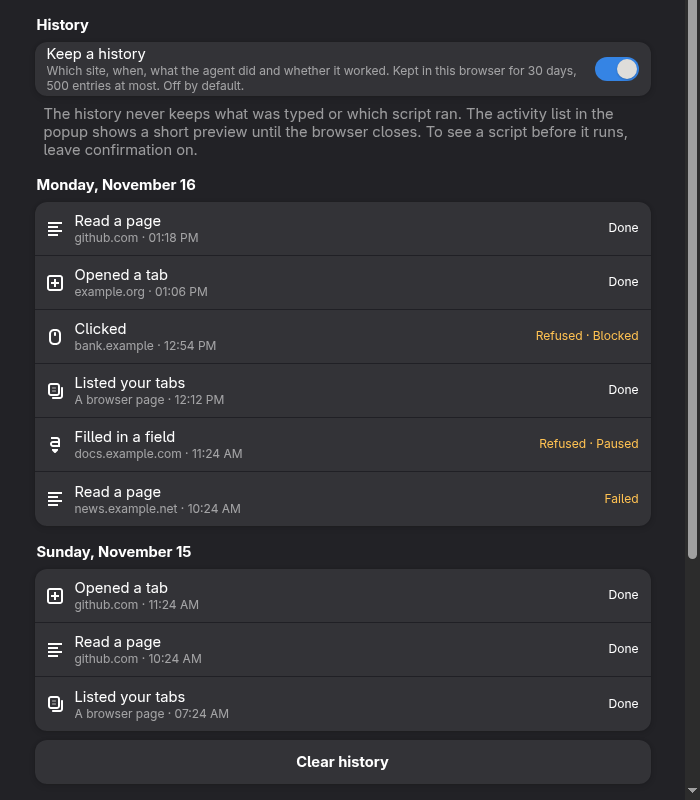 History
Keep a history
Which site, when, what the agent did and whether it worked. Kept in this browser for 30 days,
500 entries at most. Off by default.
The history never keeps what was typed or which script ran. The activity list in the
popup shows a short preview until the browser closes. To see a script before it runs,
leave confirmation on.
Monday, November 16
Read a page
Done
github.com · 01:18 PM
Opened a tab
Done
example.org · 01:06 PM
Clicked
Refused · Blocked
bank.example · 12:54 PM
Listed your tabs
Done
A browser page · 12:12 PM
Filled in a field
Refused · Paused
docs.example.com · 11:24 AM
Read a page
Failed
news.example.net · 10:24 AM
Sunday, November 15
Opened a tab
Done
github.com · 11:24 AM
Read a page
Done
github.com · 10:24 AM
Listed your tabs
Done
A browser page · 07:24 AM
Clear history